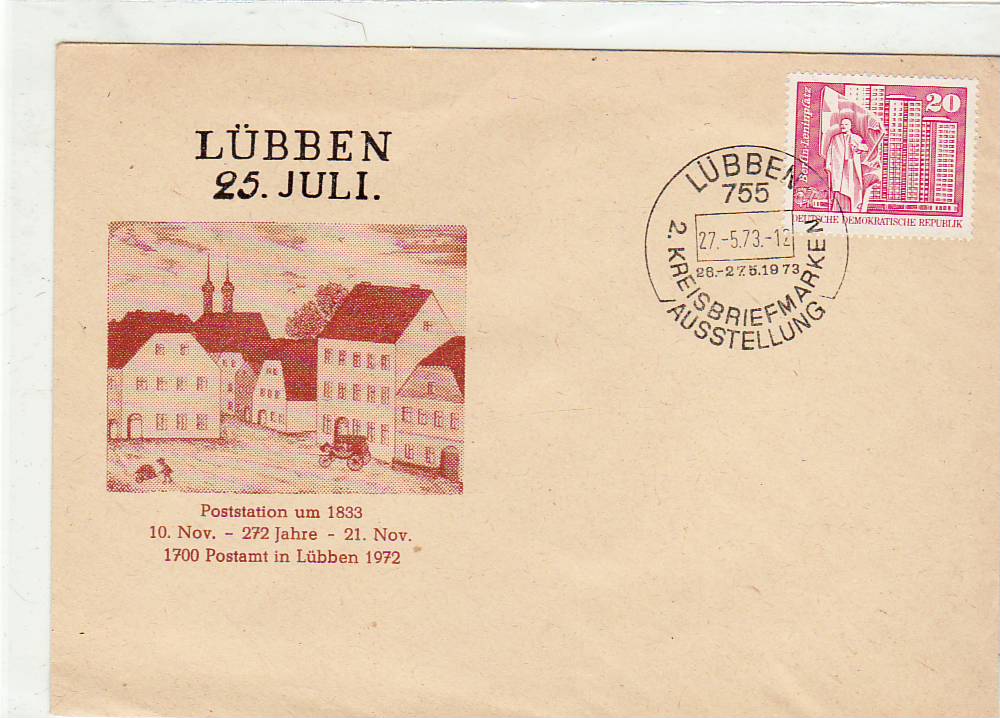 LÜBBEN
25. JULI.
Berlin-Leninplatz
20
DEUTSCHE DEMOKRATISCHE REPUBLIK
LÜBBEN
755
27.-5.73.-12
26.-27.5.1973
2. KREISBRIEFMARKEN
AUSSTELLUNG
Poststation um 1833
10. Nov. - 272 Jahre - 21. Nov.
1700 Postamt in Lübben 1972